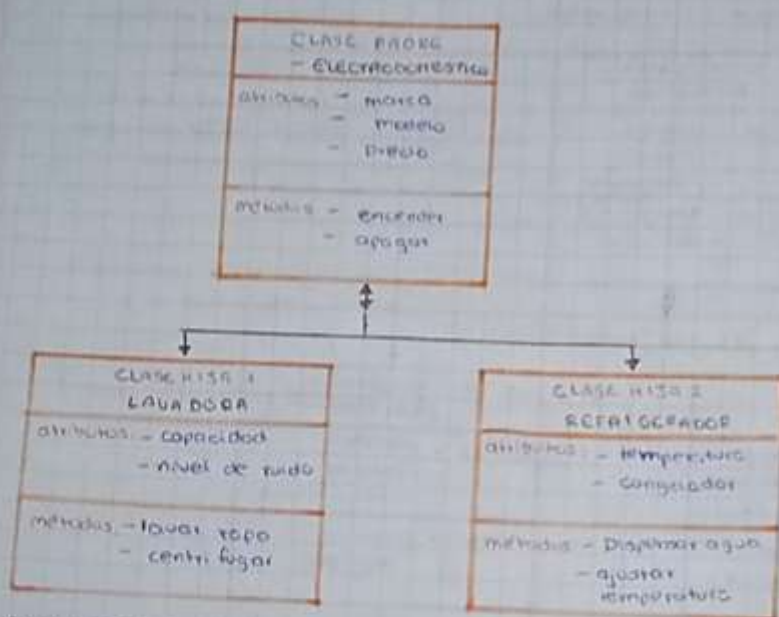 CLASE PADRE
- ELECTRODOMESTICO
atributos - marca
- modelo
- precio
métodos - encender
- apagar
CLASE HIJA 1
LAVADORA
atributos - capacidad
- nivel de ruido
métodos - lavar ropa
- centrifugar
CLASE HIJA 2
REFRIGERADOR
atributos - temperatura
- congelador
métodos - Dispensar agua
- ajustar
temperatura